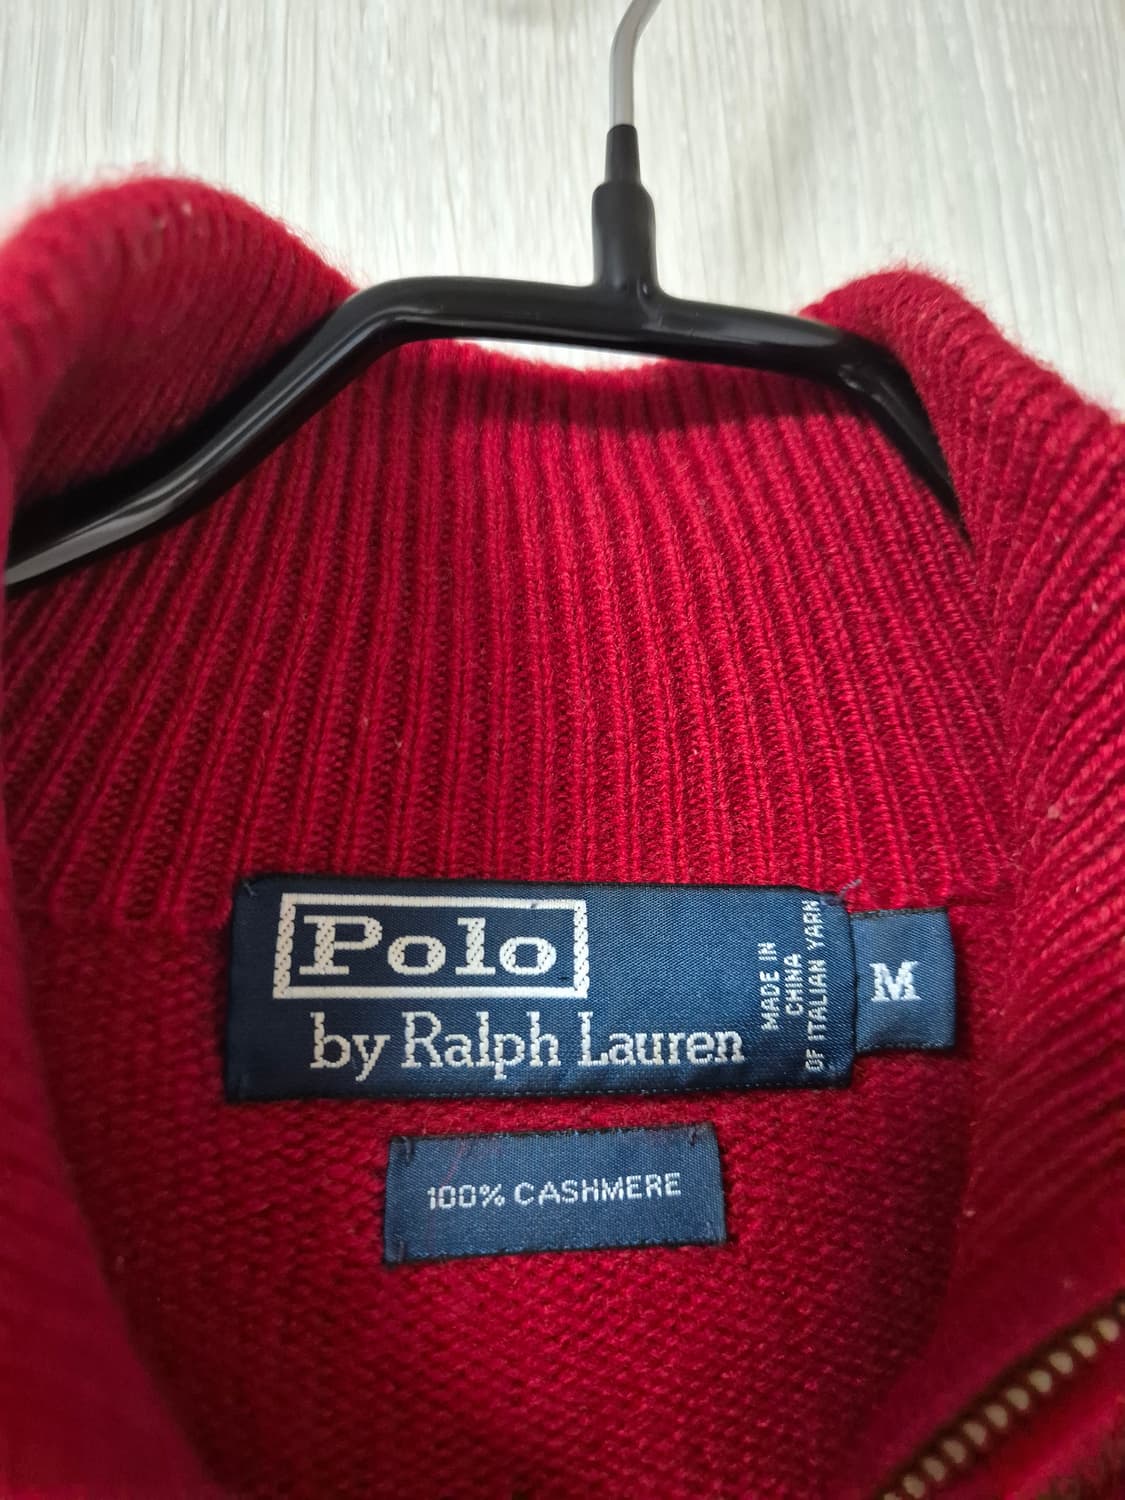 Polo
by Ralph Lauren
MADE IN
CHINA
OF ITALIAN YARN
M
100% CASHMERE